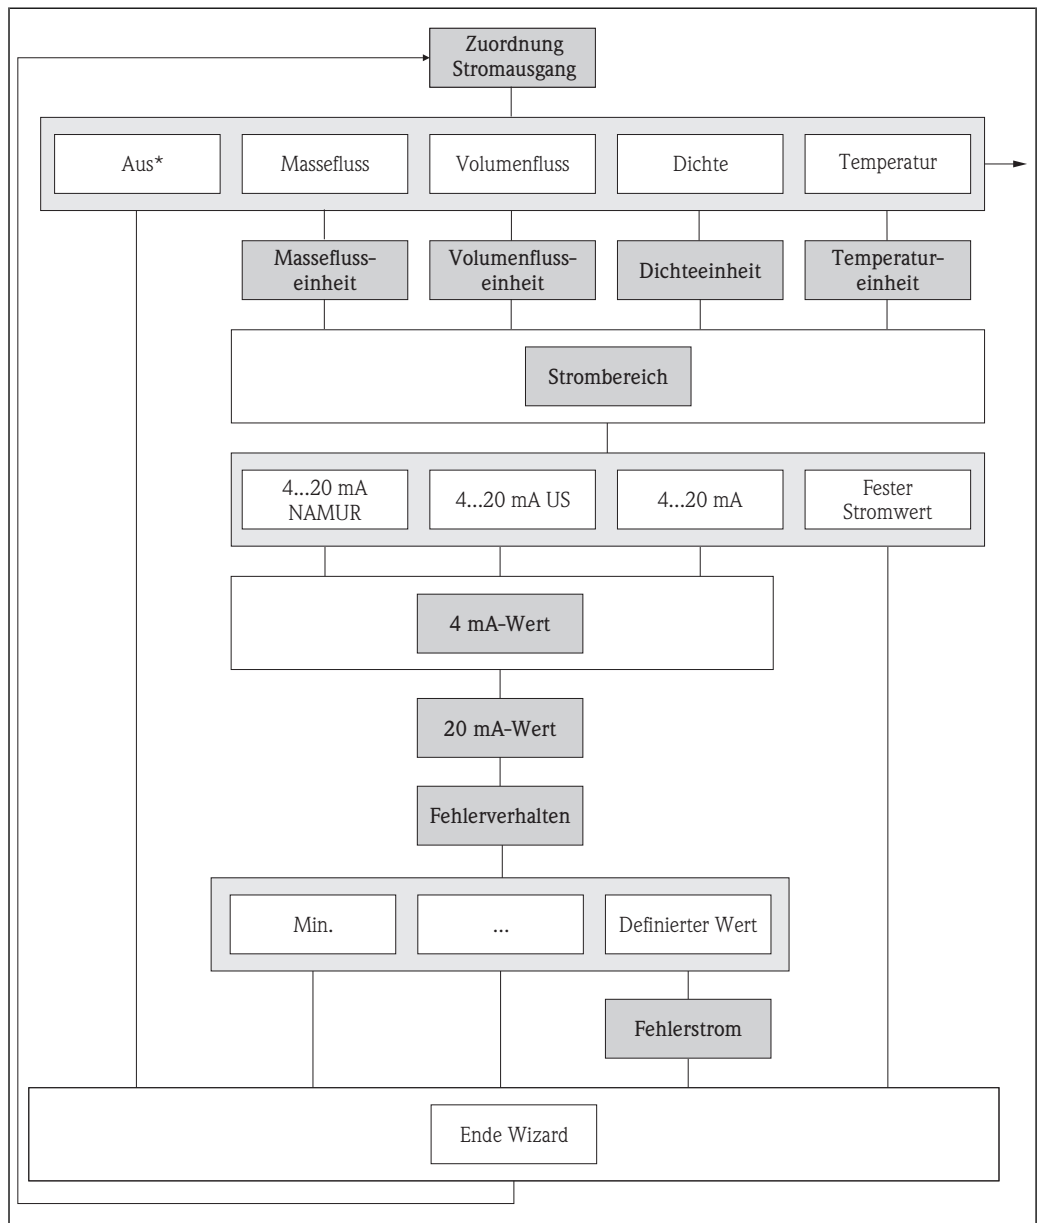 Zuordnung
Stromausgang
Aus*
Massefluss
Volumenfluss
Dichte
Temperatur
Massefluss-
einheit
Volumenfluss-
einheit
Dichteeinheit
Temperatur-
einheit
Strombereich
4...20 mA
NAMUR
4...20 mA US
4...20 mA
Fester
Stromwert
4 mA-Wert
20 mA-Wert
Fehlerverhalten
Min.
...
Definierter Wert
Fehlerstrom
Ende Wizard